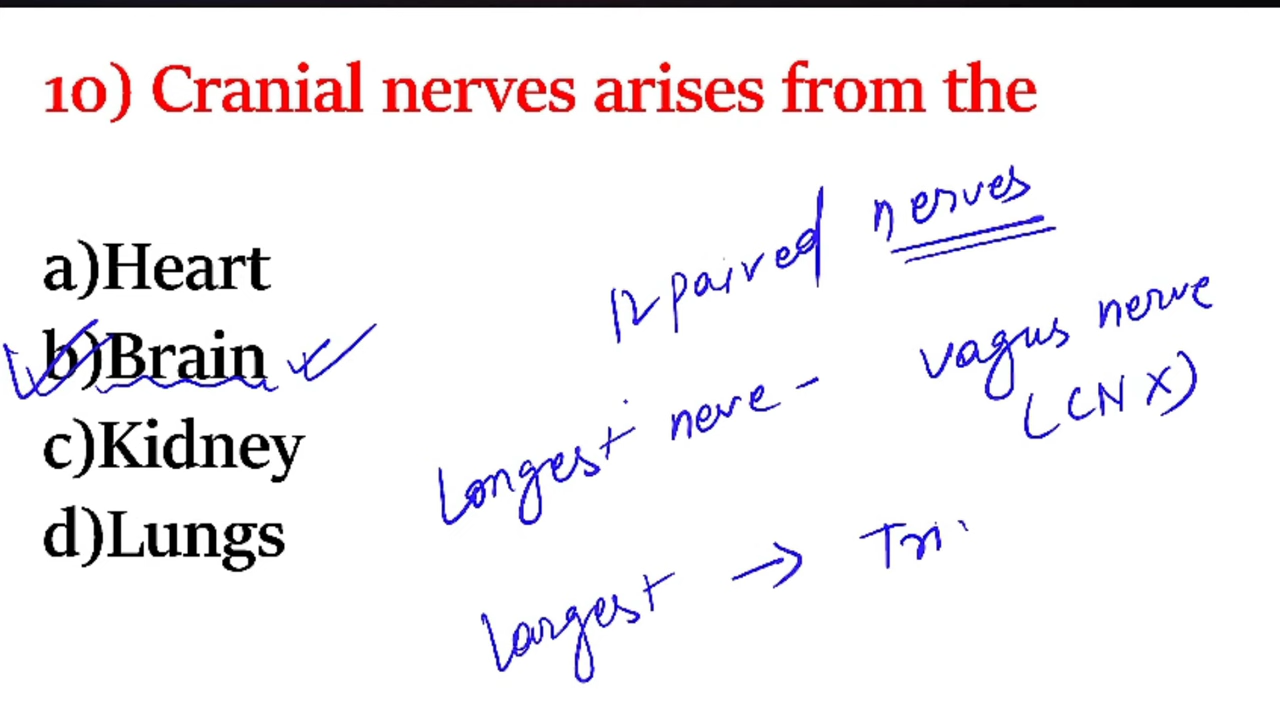 10) Cranial nerves arises from the
a)Heart
b)Brain
c)Kidney
d)Lungs
12 paired nerves
Longest nerve - vagus nerve
(CN X)
Largest → Tri